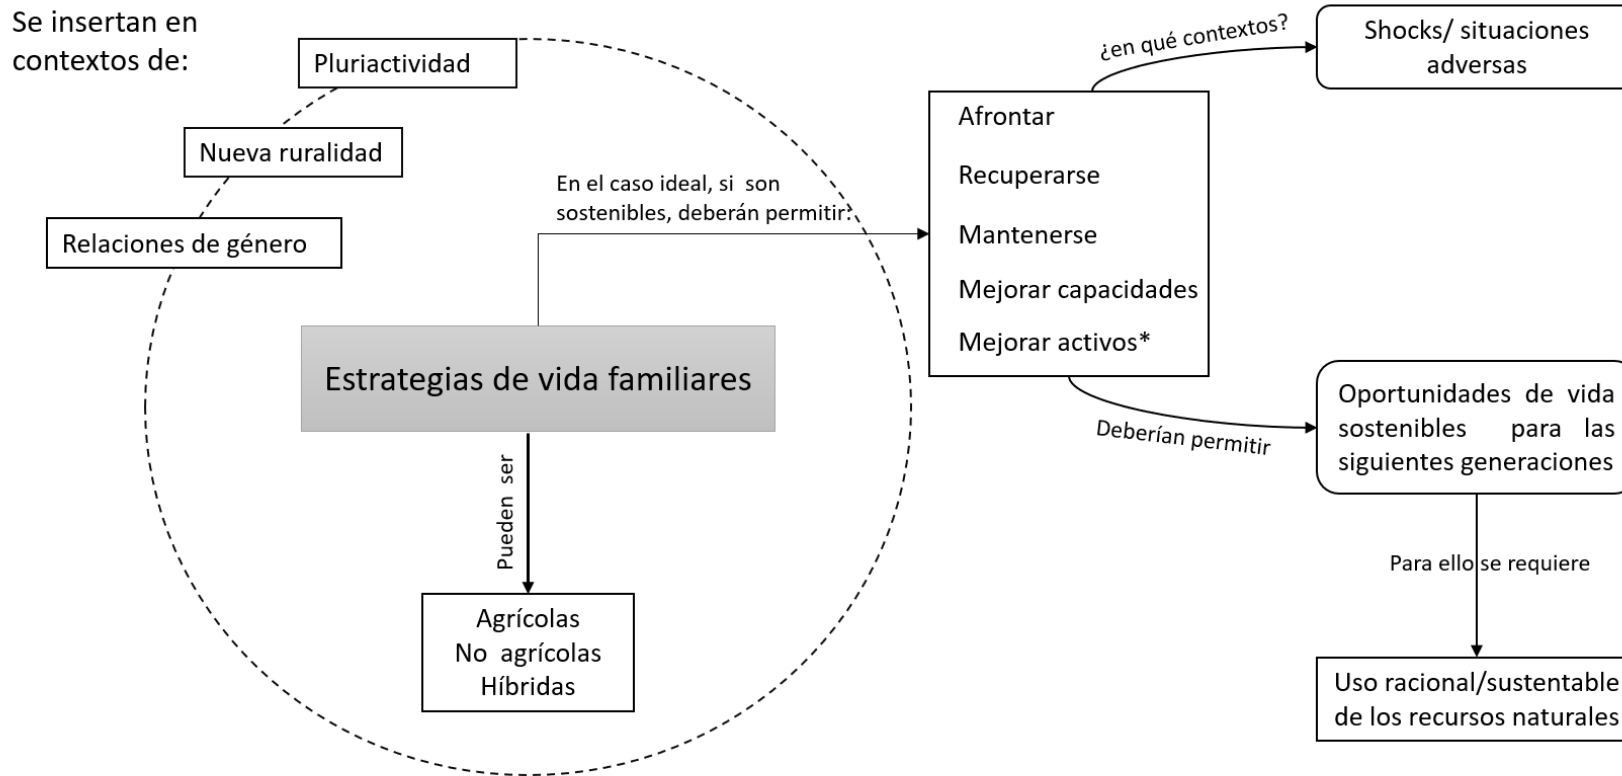 Se insertan en
contextos de:
Pluriactividad
Nueva ruralidad
Relaciones de género
En el caso ideal, si son
sostenibles, deberán permitir:
Estrategias de vida familiares
Pueden ser
Agrícolas
No agrícolas
Híbridas
Afrontar
Recuperarse
Mantenerse
Mejorar capacidades
Mejorar activos*
¿en qué contextos?
Shocks/ situaciones
adversas
Deberían permitir
Oportunidades de vida
sostenibles para las
siguientes generaciones
Para ello se requiere
Uso racional/sustentable
de los recursos naturales